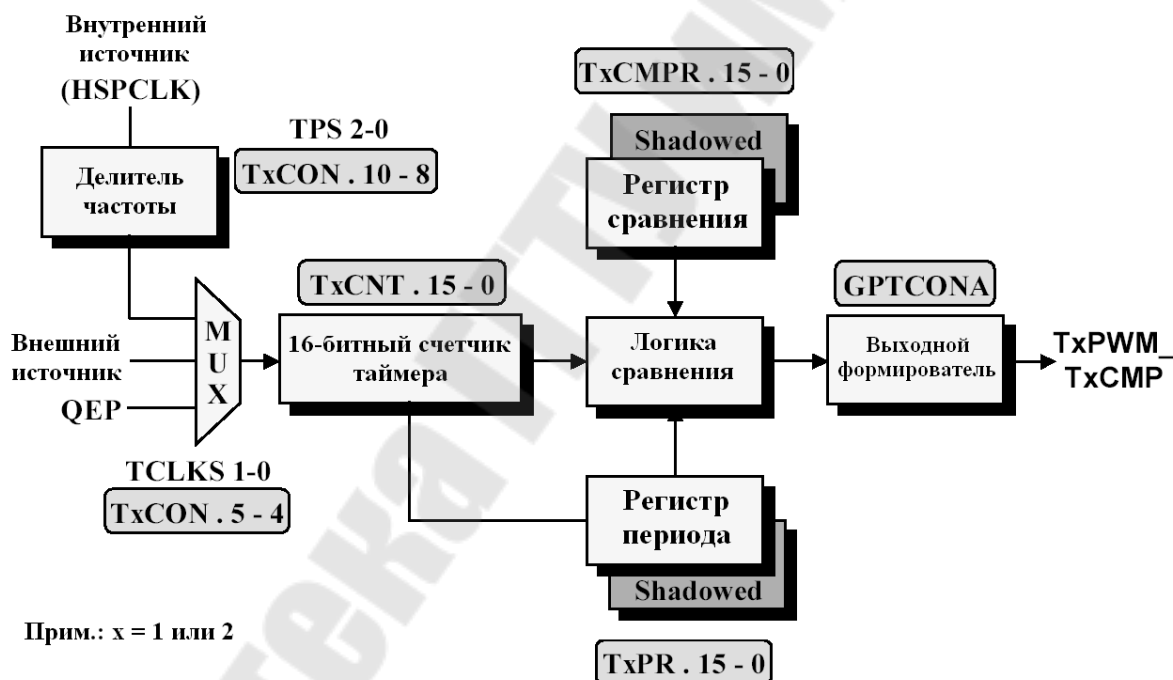 Внутренний
источник
(HSPCLK)
TPS 2-0
TxCON . 10 - 8
Делитель
частоты
TxCMPR . 15 - 0
Shadowed
Регистр
сравнения
TxCNT . 15 - 0
GPTCONA
MUX
Внешний
источник
QEP
16-битный счетчик
таймера
Логика
сравнения
Выходной
формирователь
TxPWM_
TxCMP
TCLKS 1-0
TxCON . 5 - 4
Регистр
периода
Shadowed
TxPR . 15 - 0
Прим.: x = 1 или 2